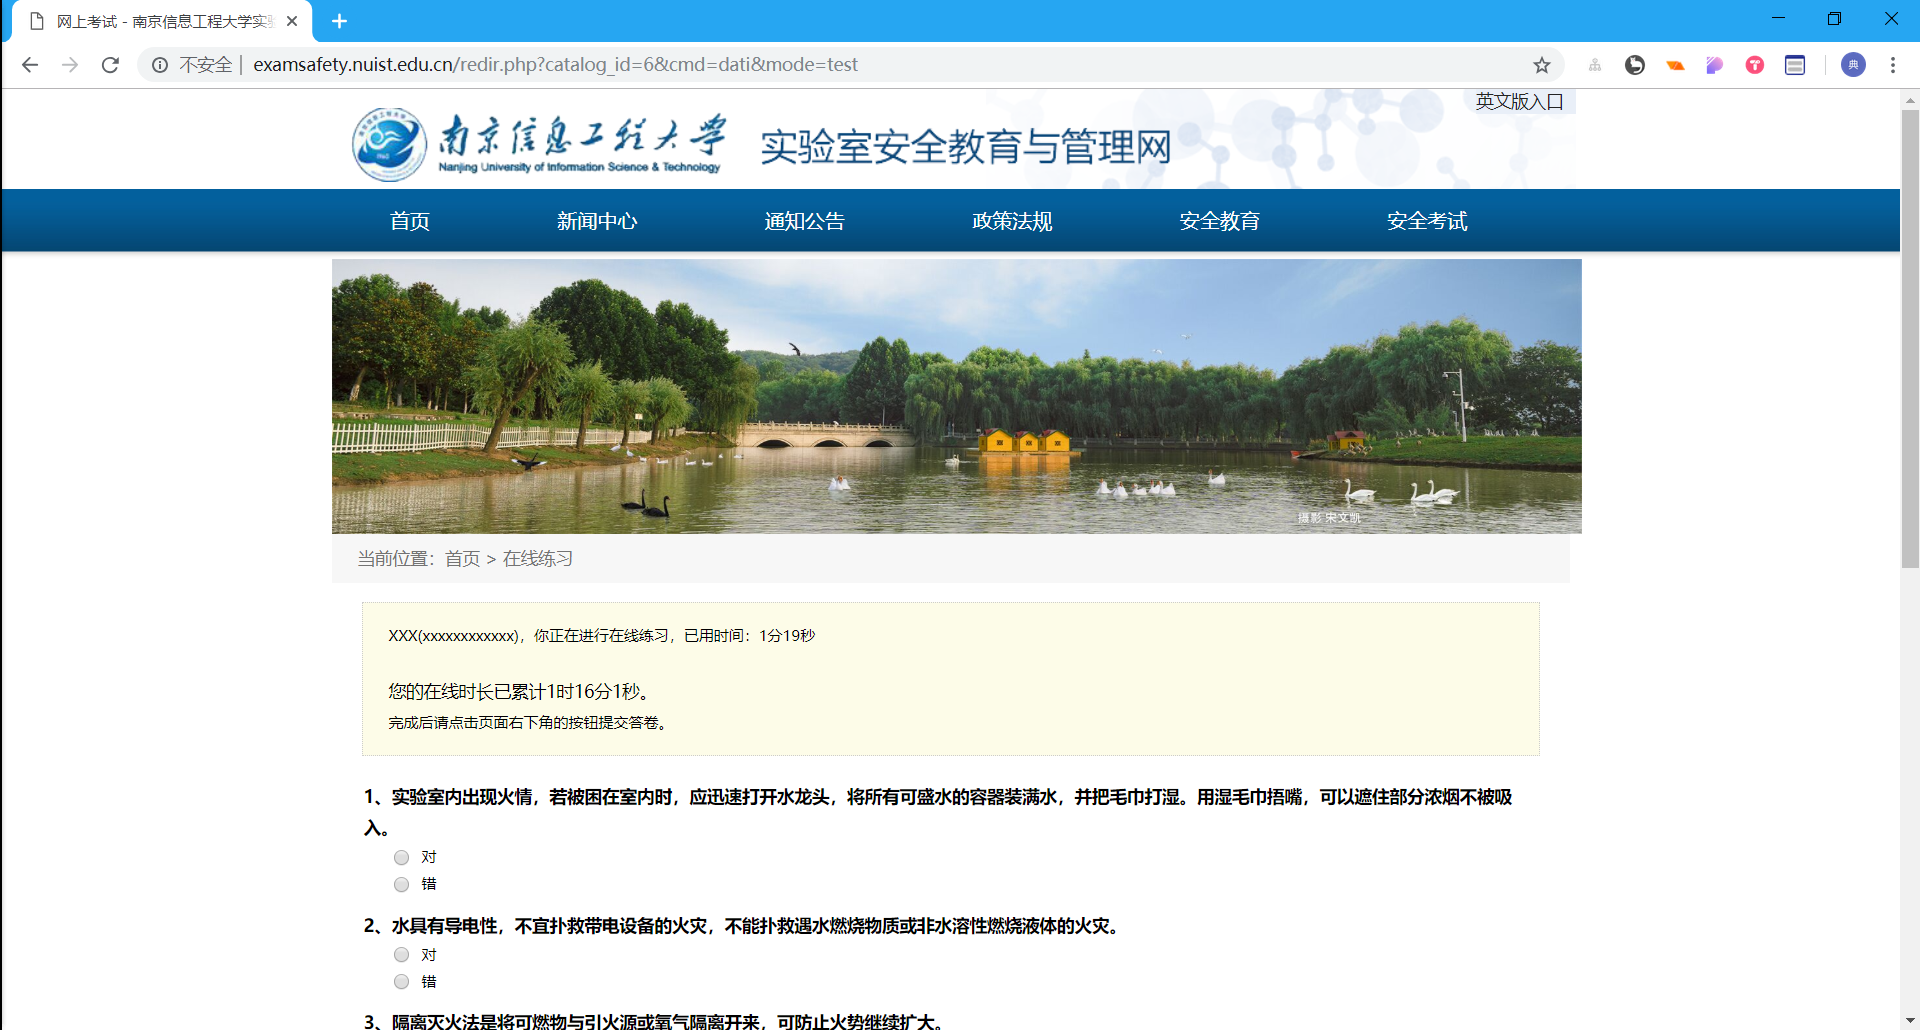 网上考试 - 南京信息工程大学实
不安全 | examsafety.nuist.edu.cn/redir.php?catalog_id=6&cmd=dati&mode=test
典
英文版入口
南京信息工程大学
Nanjing University of Information Science & Technology
实验室安全教育与管理网
首页 新闻中心 通知公告 政策法规 安全教育 安全考试
摄影 宋文凯
当前位置：首页 > 在线练习
XXX(xxxxxxxxxxxx)，你正在进行在线练习，已用时间：1分19秒
您的在线时长已累计1时16分1秒。
完成后请点击页面右下角的按钮提交答卷。
1、实验室内出现火情，若被困在室内时，应迅速打开水龙头，将所有可盛水的容器装满水，并把毛巾打湿。用湿毛巾捂嘴，可以遮住部分浓烟不被吸
入。
对
错
2、水具有导电性，不宜扑救带电设备的火灾，不能扑救遇水燃烧物质或非水溶性燃烧液体的火灾。
对
错
3、隔离灭火法是将可燃物与引火源或氧气隔离开来，可防止火势继续扩大。